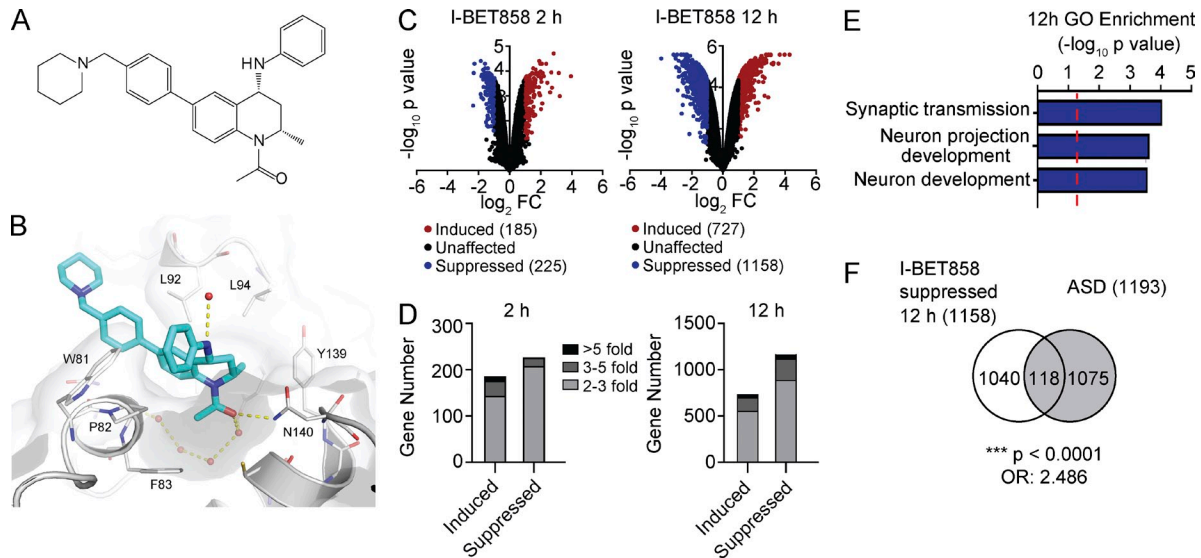 A
N
HN
N
O
B
L92
L94
W81
Y139
P82
N140
F83
C
I-BET858 2 h
I-BET858 12 h
-log10 p value
5
4
3
2
1
−6 −4 −2 0 2 4 6
log2 FC
Induced (185)
Unaffected
Suppressed (225)
-log10 p value
6
4
2
−6 −4 −2 0 2 4 6
log2 FC
Induced (727)
Unaffected
Suppressed (1158)
D
2 h
Gene Number
300
200
100
0
Induced
Suppressed
>5 fold
3-5 fold
2-3 fold
12 h
Gene Number
1500
1000
500
0
Induced
Suppressed
E
12h GO Enrichment
(-log10 p value)
0 1 2 3 4 5
Synaptic transmission
Neuron projection
development
Neuron development
F
I-BET858
suppressed
12 h (1158)
ASD (1193)
1040 118 1075
*** p < 0.0001
OR: 2.486